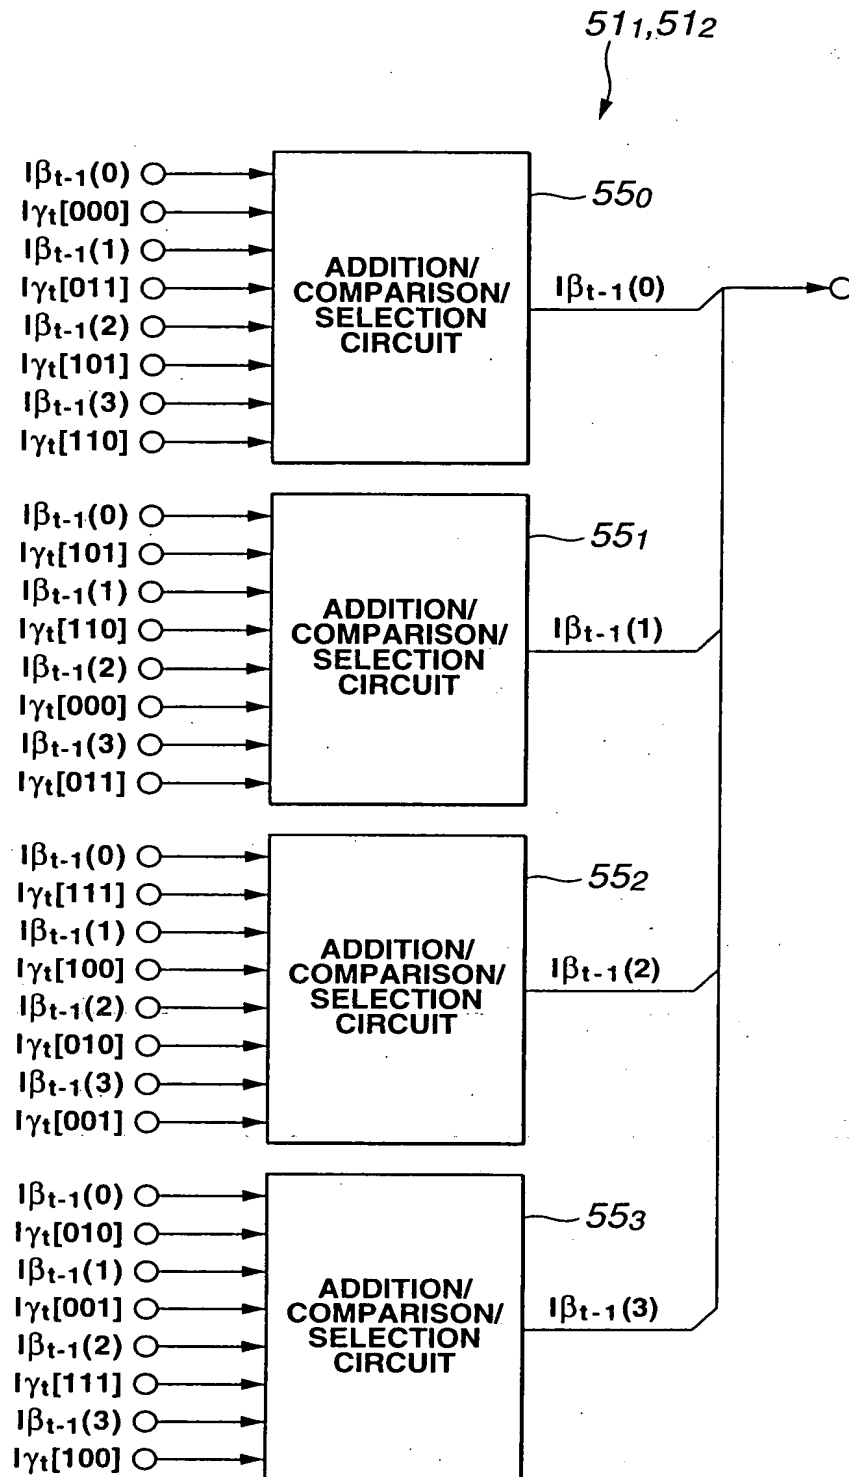 51₁,51₂
Iβt-1(0)
Iγt[000]
Iβt-1(1)
Iγt[011]
Iβt-1(2)
Iγt[101]
Iβt-1(3)
Iγt[110]
ADDITION/
COMPARISON/
SELECTION
CIRCUIT
55₀
Iβt-1(0)
Iβt-1(0)
Iγt[101]
Iβt-1(1)
Iγt[110]
Iβt-1(2)
Iγt[000]
Iβt-1(3)
Iγt[011]
ADDITION/
COMPARISON/
SELECTION
CIRCUIT
55₁
Iβt-1(1)
Iβt-1(0)
Iγt[111]
Iβt-1(1)
Iγt[100]
Iβt-1(2)
Iγt[010]
Iβt-1(3)
Iγt[001]
ADDITION/
COMPARISON/
SELECTION
CIRCUIT
55₂
Iβt-1(2)
Iβt-1(0)
Iγt[010]
Iβt-1(1)
Iγt[001]
Iβt-1(2)
Iγt[111]
Iβt-1(3)
Iγt[100]
ADDITION/
COMPARISON/
SELECTION
CIRCUIT
55₃
Iβt-1(3)